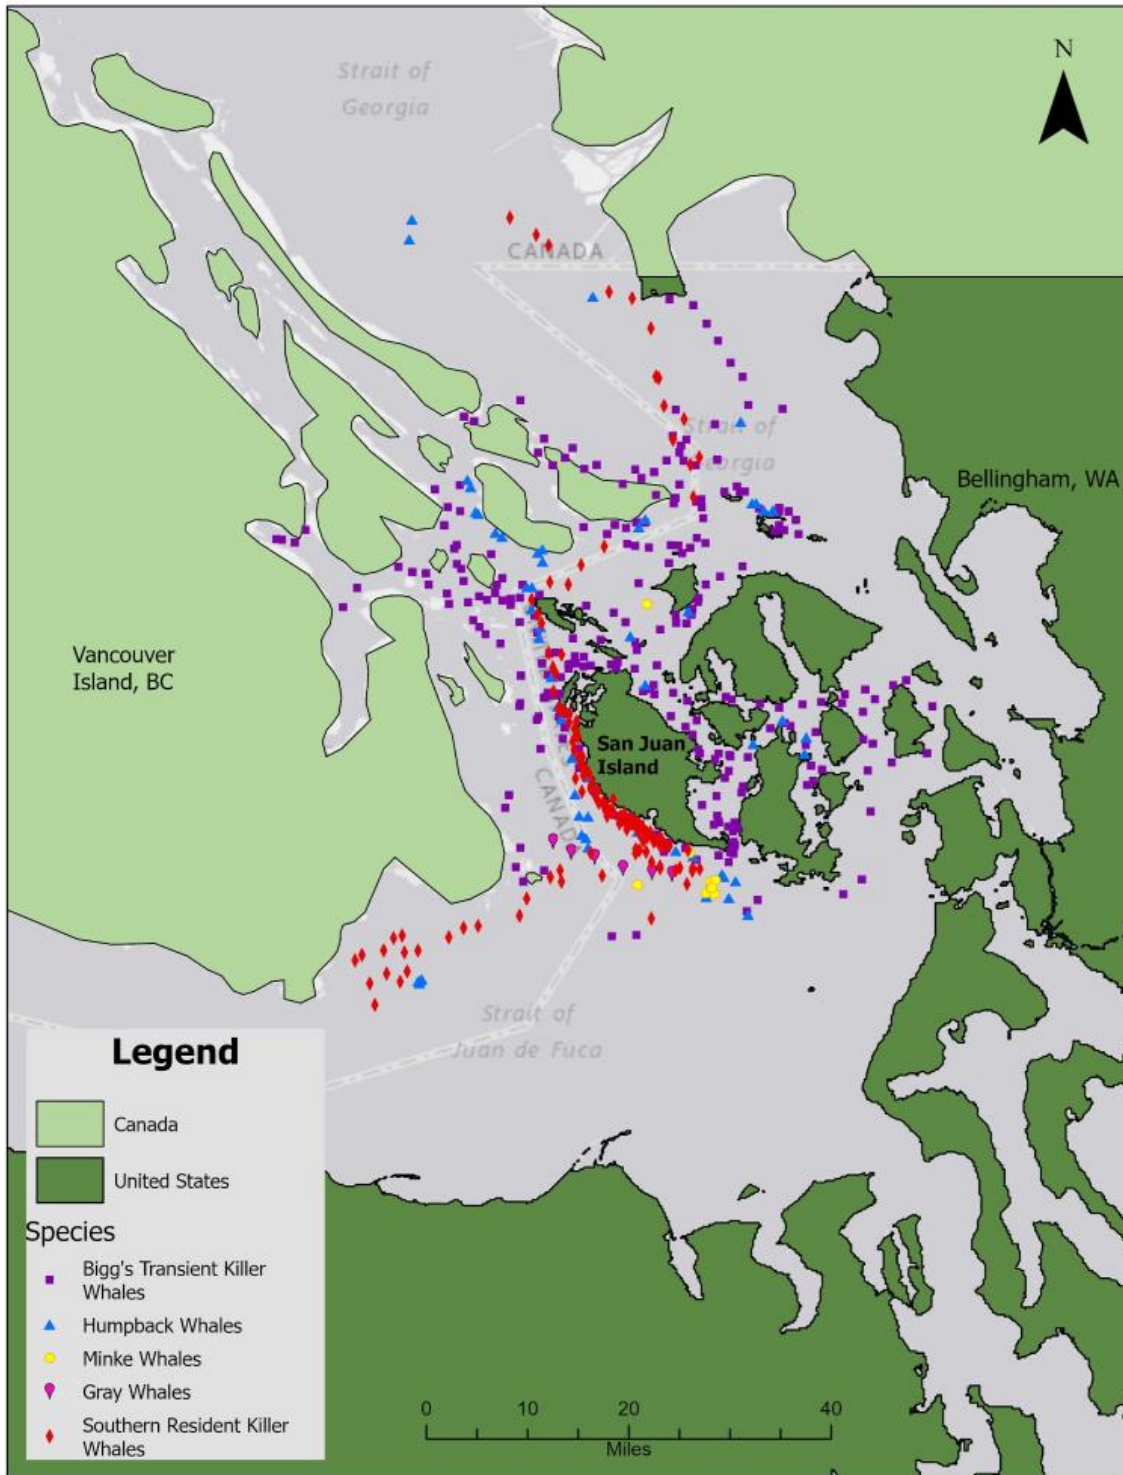 Strait of
Georgia
N
CANADA
Strait of
Georgia
Bellingham, WA
Vancouver
Island, BC
San Juan
Island
CANADA
Strait of
Juan de Fuca
Legend
Canada
United States
Species
Bigg's Transient Killer
Whales
Humpback Whales
Minke Whales
Gray Whales
Southern Resident Killer
Whales
0
20
40
Miles